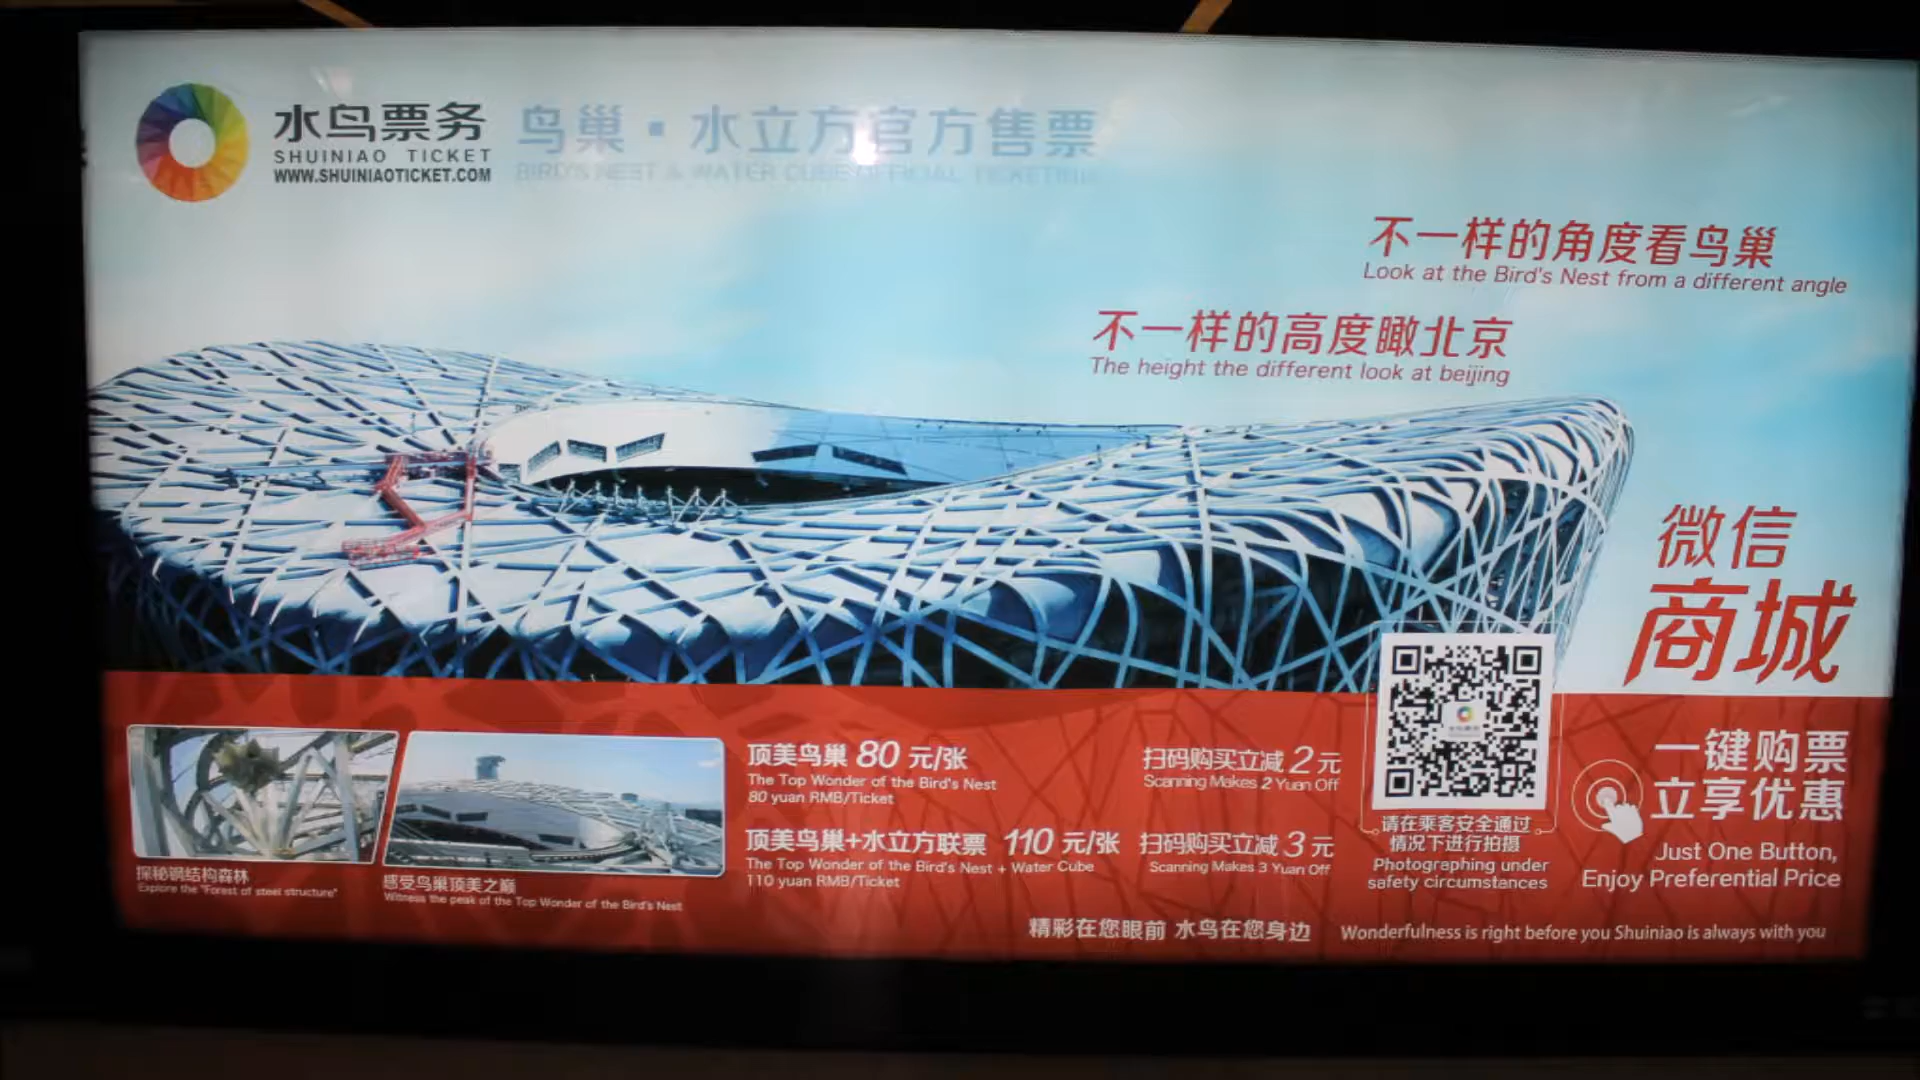 水鸟票务
SHUINIAO TICKET
WWW.SHUINIAOTICKET.COM
鸟巢·水立方官方售票
BIRD'S NEST & WATER CUBE OFFICIAL TICKETING
不一样的角度看鸟巢
Look at the Bird's Nest from a different angle
不一样的高度瞰北京
The height the different look at beijing
微信
商城
探秘钢结构森林
Explore the "Forest of steel structure"
感受鸟巢顶美之巅
Witness the peak of the Top Wonder of the Bird's Nest
顶美鸟巢 80 元/张
The Top Wonder of the Bird's Nest
80 yuan RMB/Ticket
扫码购买立减 2 元
Scanning Makes 2 Yuan Off
顶美鸟巢+水立方联票 110 元/张
The Top Wonder of the Bird's Nest + Water Cube
110 yuan RMB/Ticket
扫码购买立减 3 元
Scanning Makes 3 Yuan Off
请在乘客安全通过
情况下进行拍摄
Photographing under
safety circumstances
一键购票
立享优惠
Just One Button,
Enjoy Preferential Price
精彩在您眼前 水鸟在您身边
Wonderfulness is right before you Shuiniao is always with you